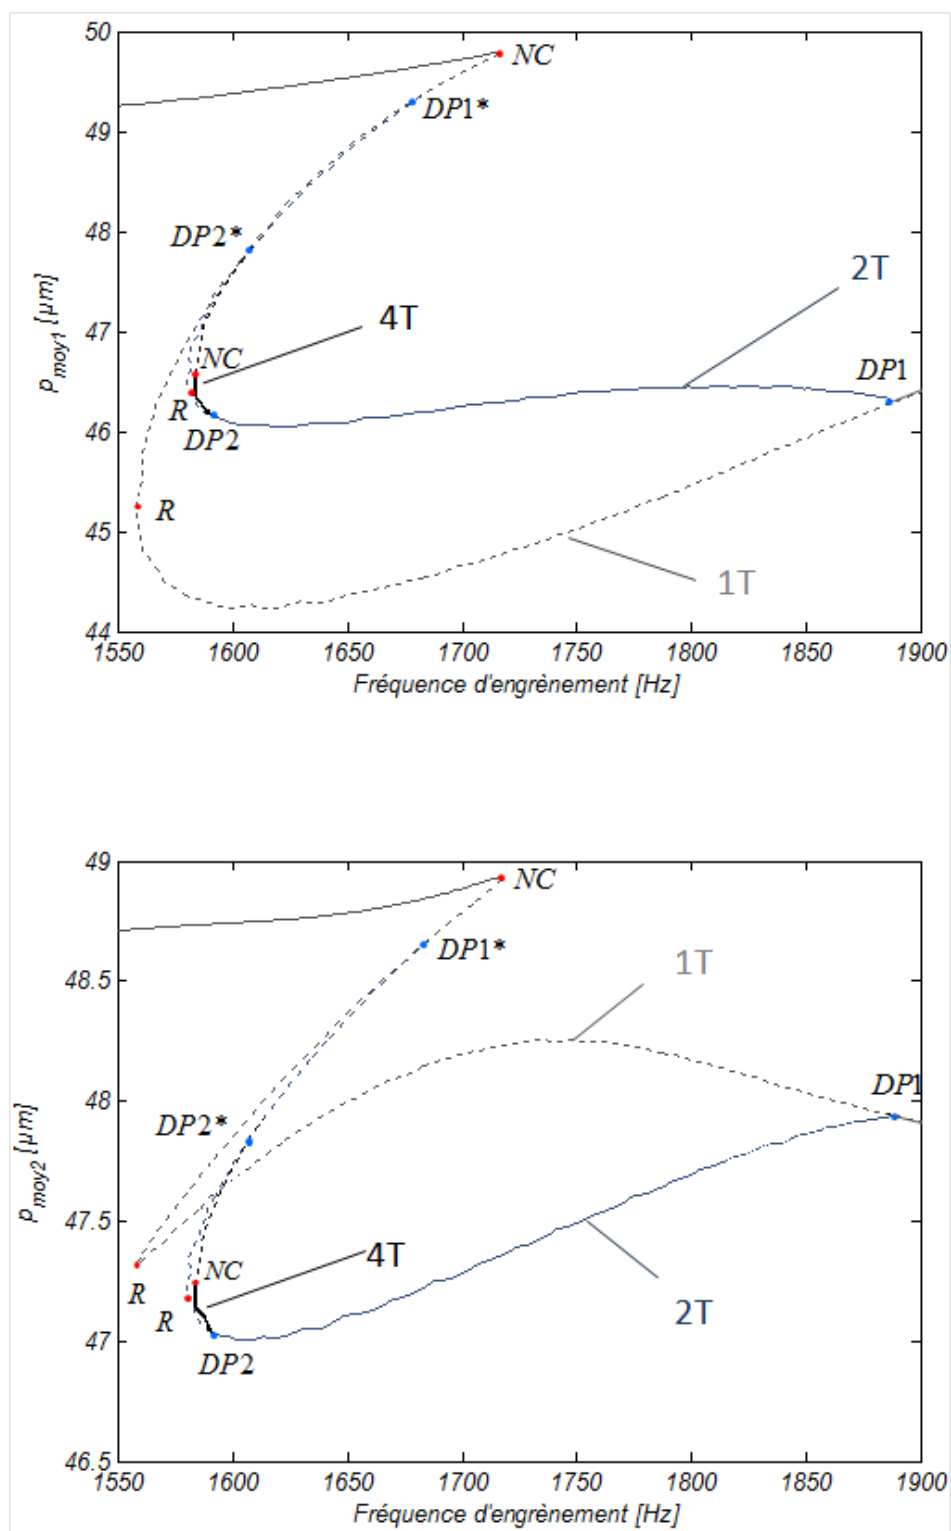 50
NC
DP1*
49
DP2*
48
2T
4T
47
NC
DP1
R
46
DP2
R
45
1T
44
1550 1600 1650 1700 1750 1800 1850 1900
Fréquence d'engrènement [Hz]
p_moy1 [µm]
49
NC
DP1*
1T
48.5
DP1
DP2*
48
47.5
NC
4T
R
R
2T
DP2
47
46.5
1550 1600 1650 1700 1750 1800 1850 1900
Fréquence d'engrènement [Hz]
p_moy2 [µm]